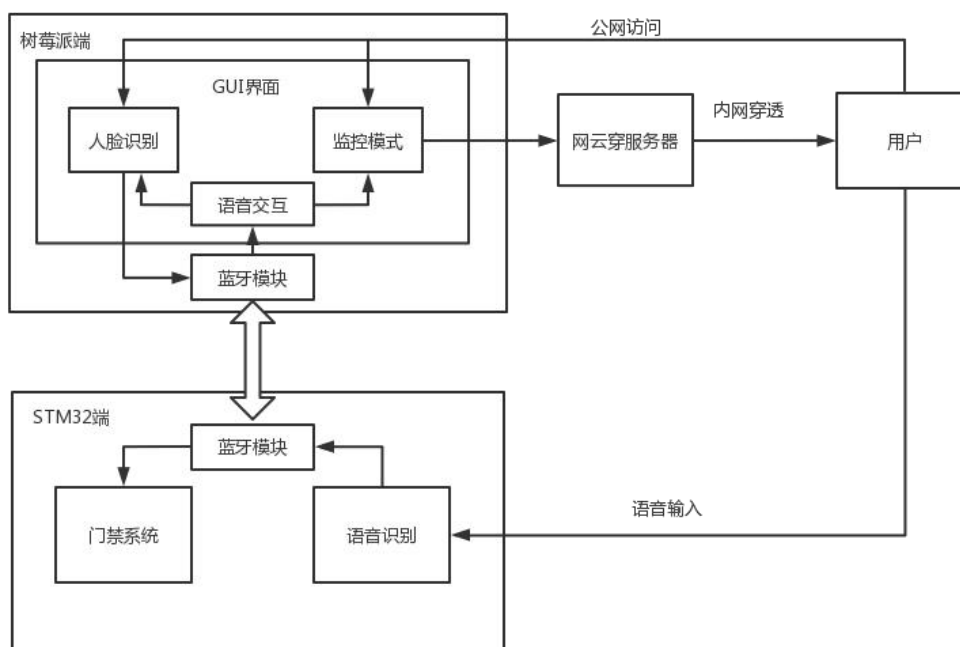 公网访问
树莓派端
GUI界面
人脸识别
监控模式
网云穿服务器
内网穿透
用户
语音交互
蓝牙模块
STM32端
蓝牙模块
门禁系统
语音识别
语音输入